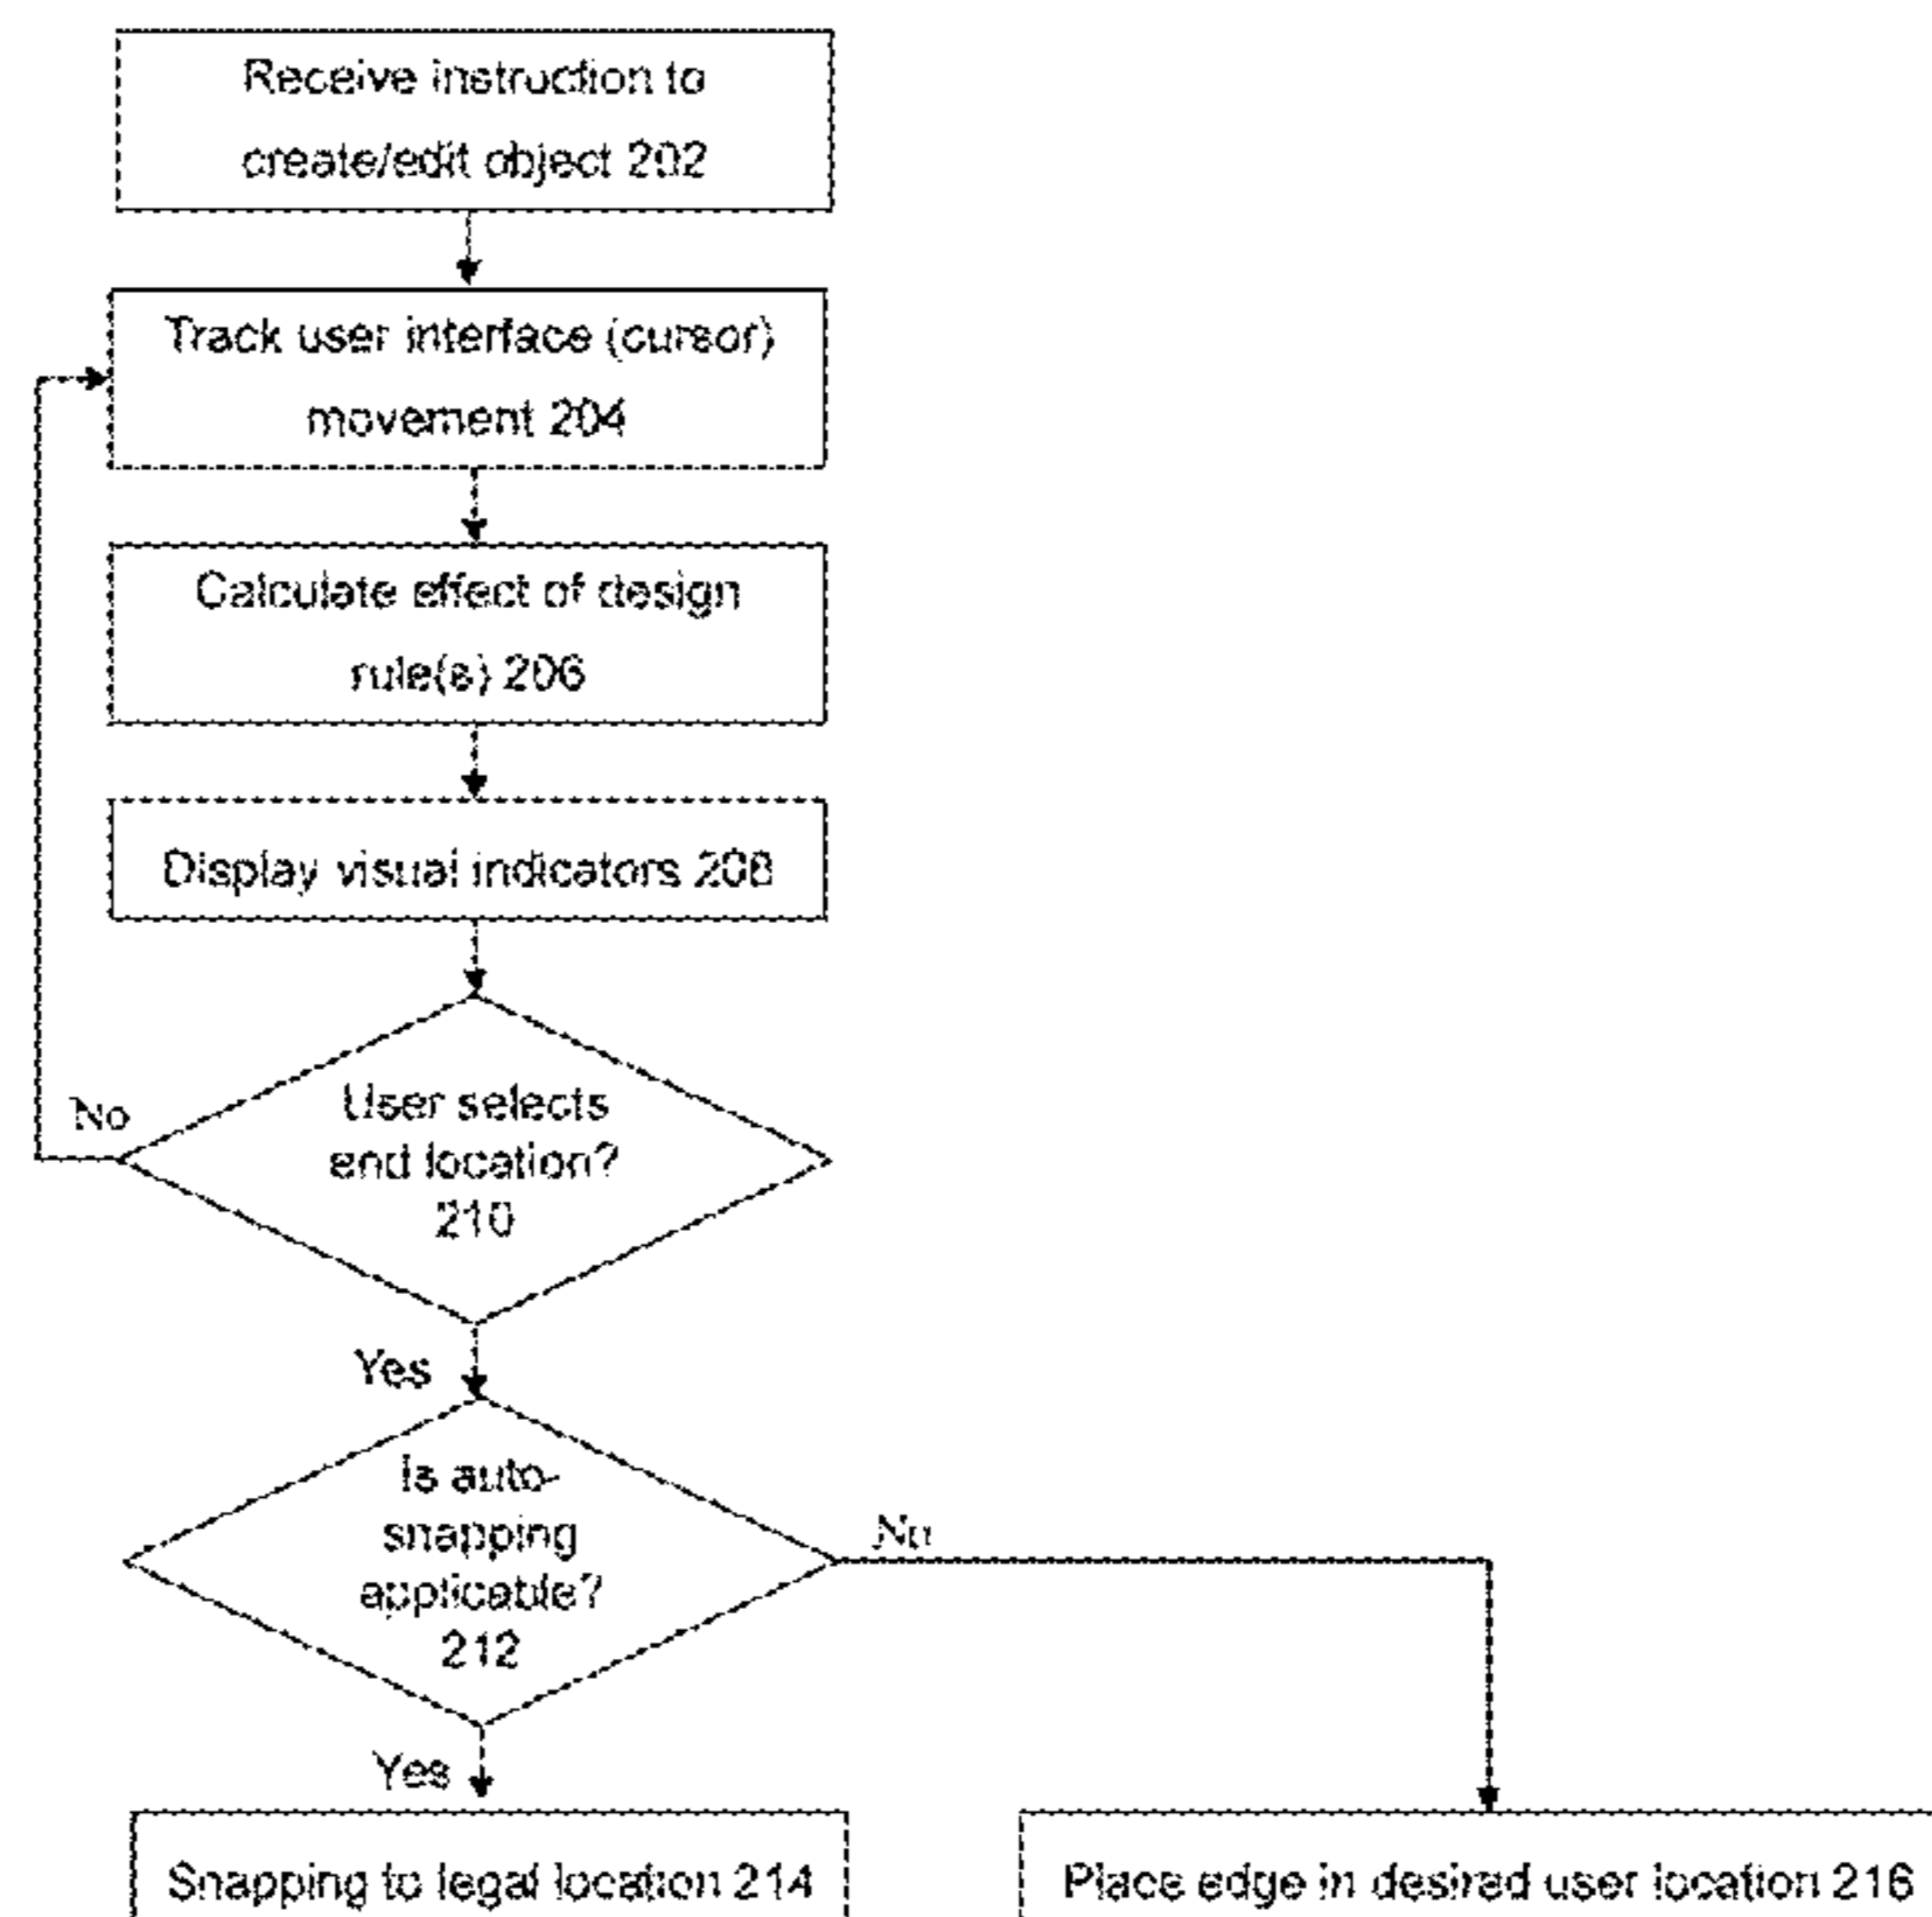 Receive instruction to
create/edit object 202
Track user interface (cursor)
movement 204
Calculate effect of design
rule(s) 206
Display visual indicators 208
No
User selects
end location?
210
Yes
Is auto-
snapping
applicable?
212
No
Yes
Snapping to legal location 214
Place edge in desired user location 216